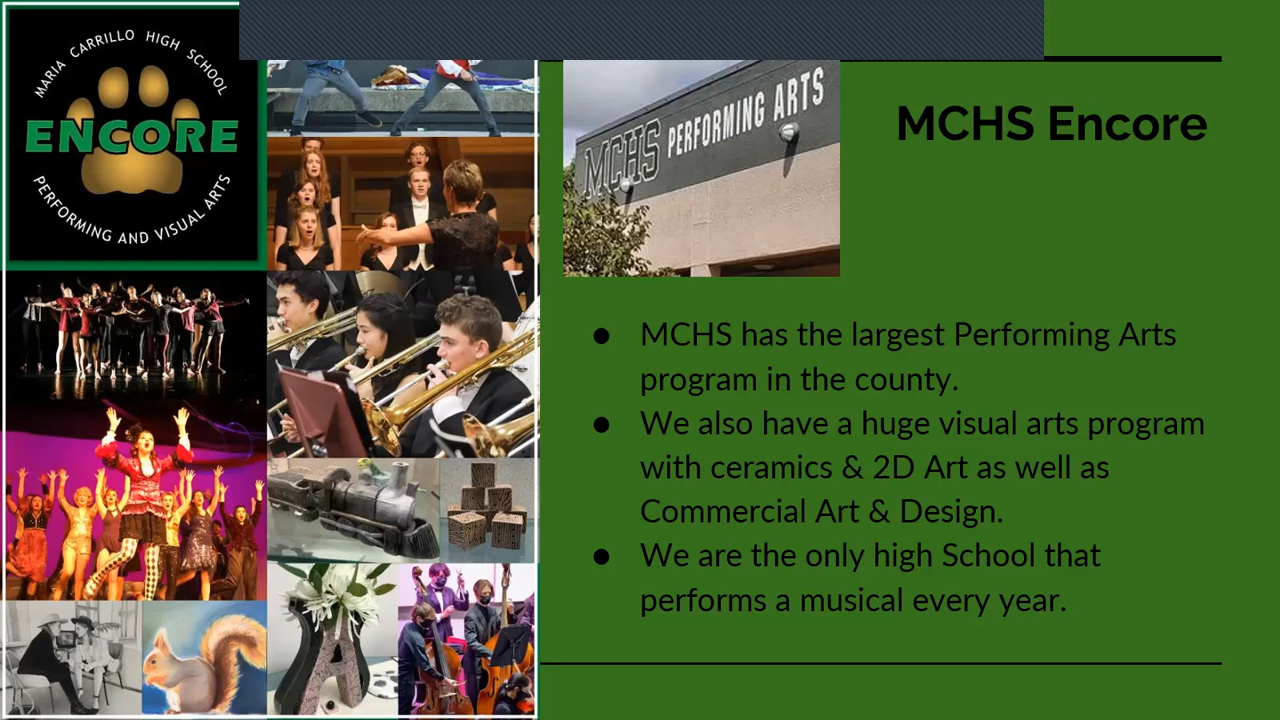 MARIA CARRILLO HIGH SCHOOL
ENCORE
PERFORMING AND VISUAL ARTS
MCHS PERFORMING ARTS
MCHS Encore
● MCHS has the largest Performing Arts
program in the county.
● We also have a huge visual arts program
with ceramics & 2D Art as well as
Commercial Art & Design.
● We are the only high School that
performs a musical every year.